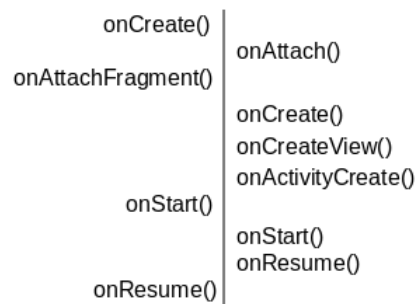 onCreate()
onAttach()
onAttachFragment()
onCreate()
onCreateView()
onActivityCreate()
onStart()
onStart()
onResume()
onResume()